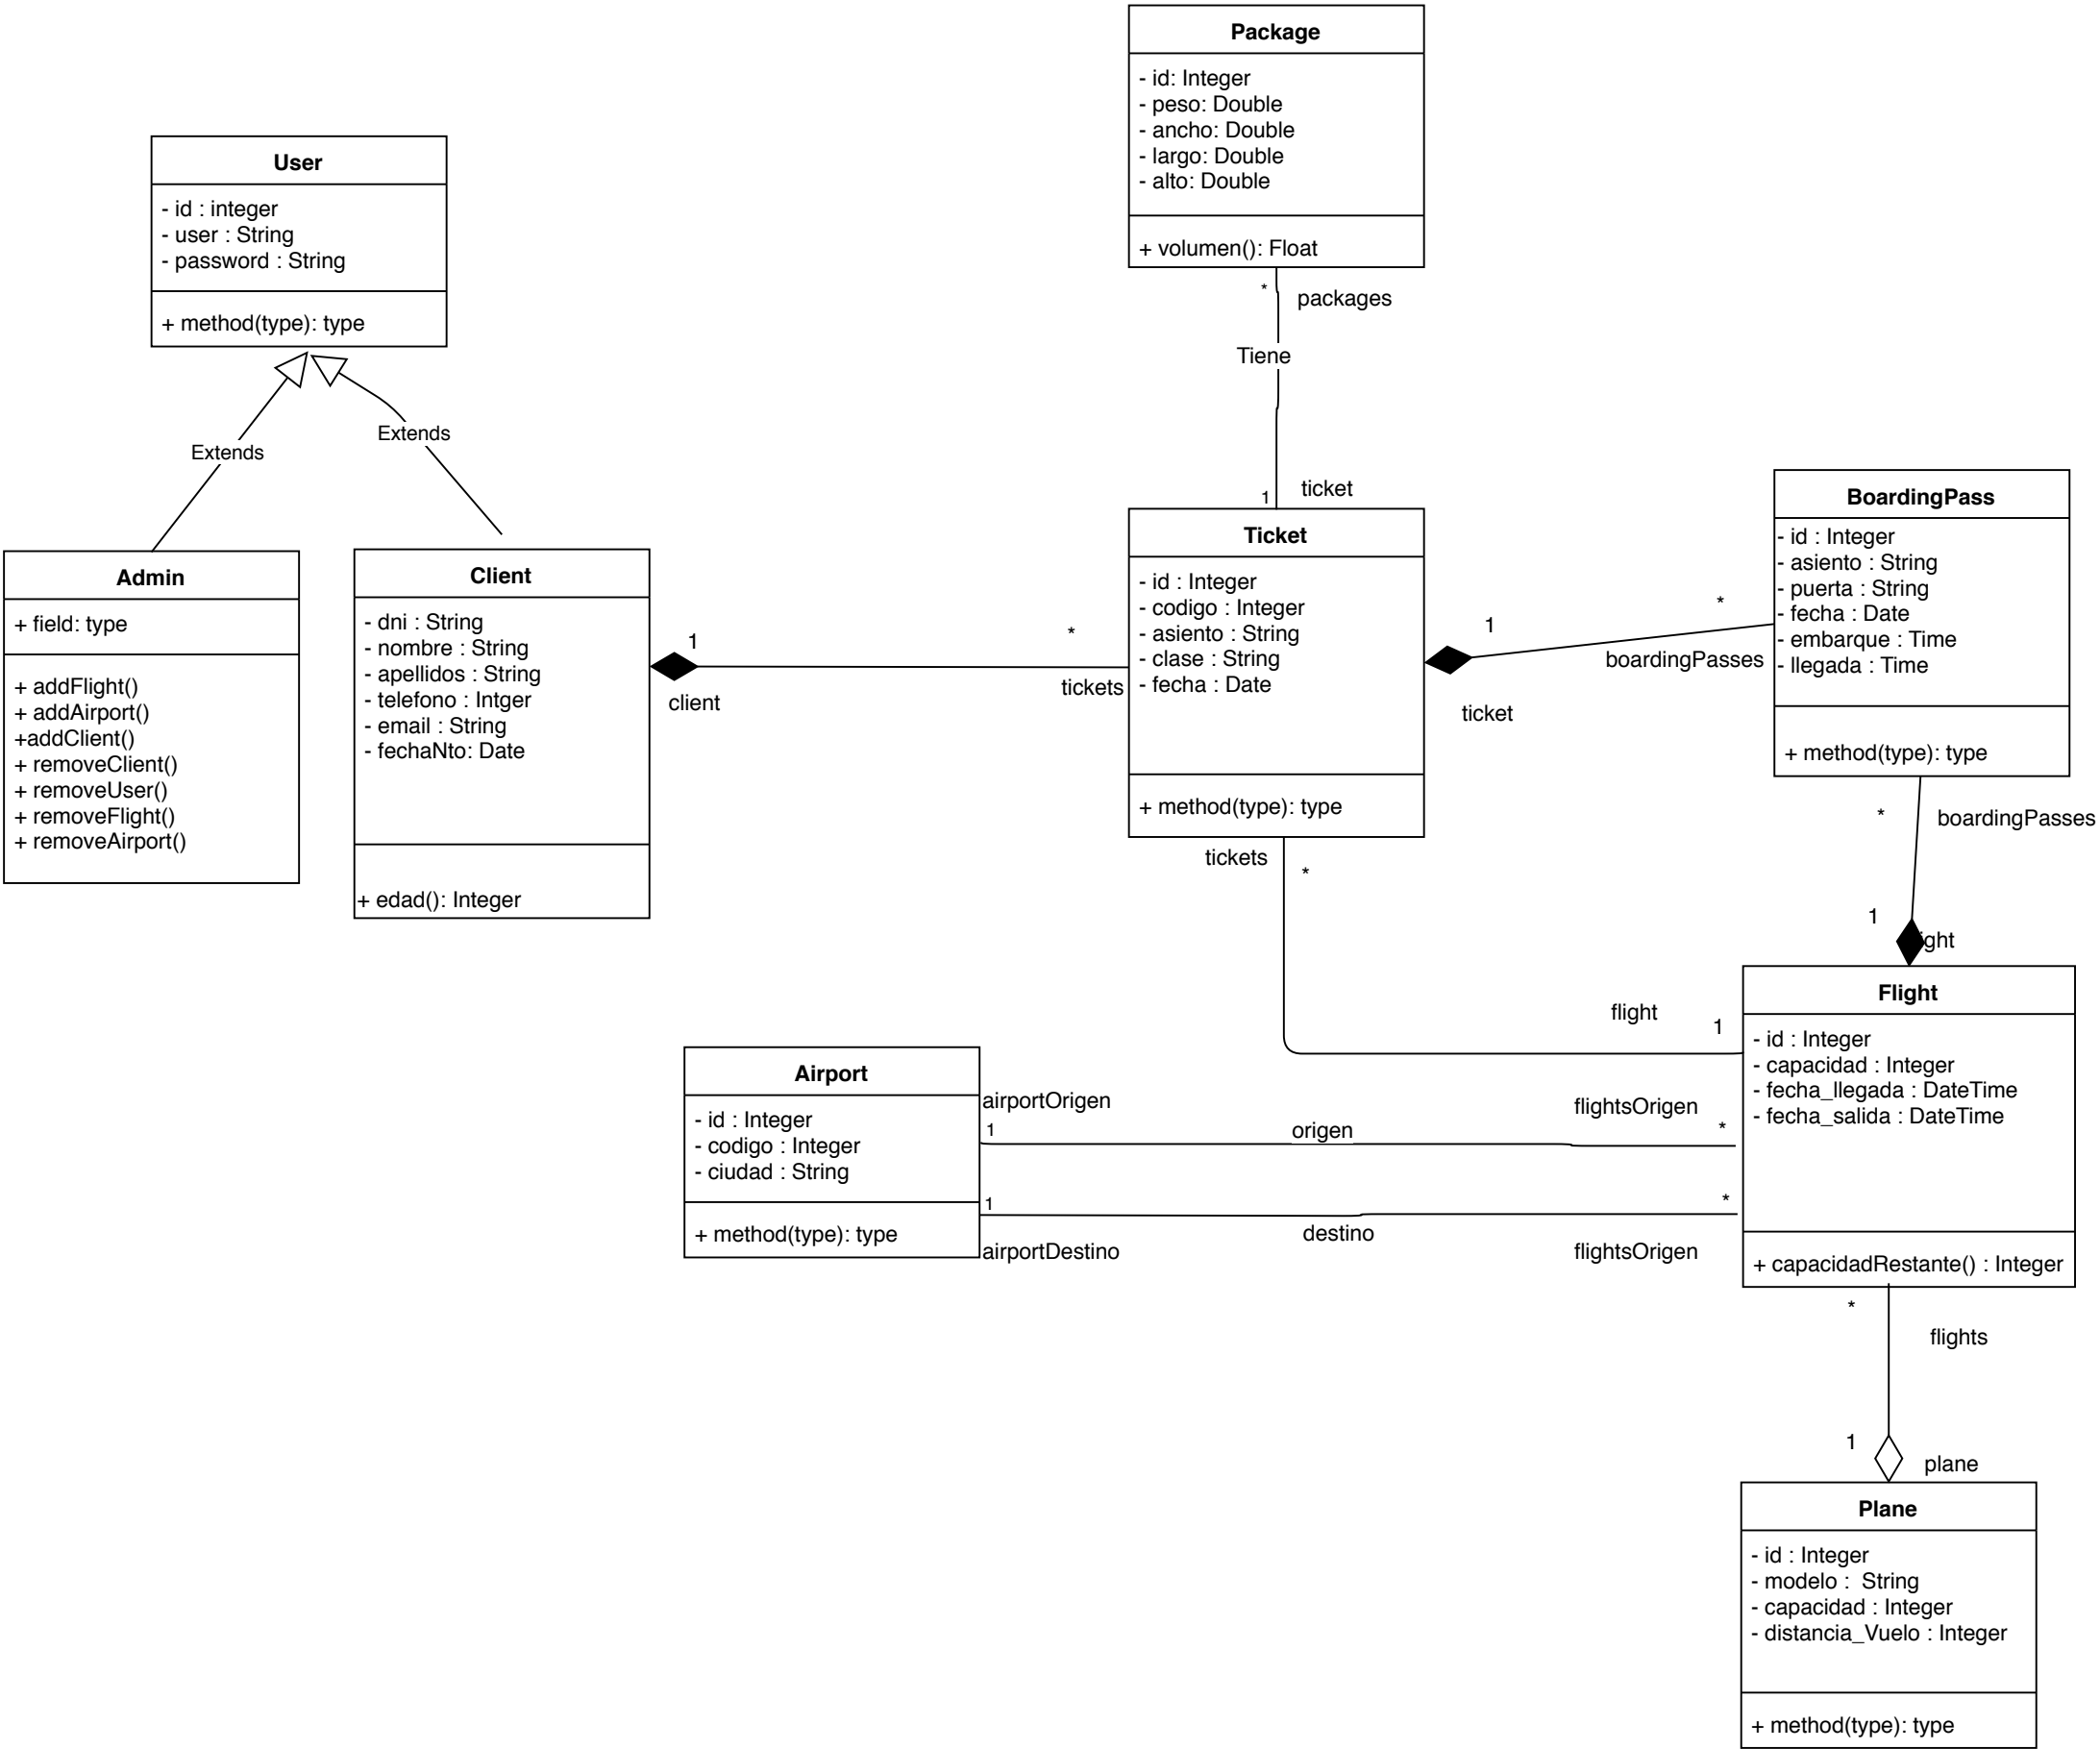 Package
- id: Integer
- peso: Double
- ancho: Double
- largo: Double
- alto: Double
+ volumen(): Float
* packages
Tiene
1 ticket
User
- id : integer
- user : String
- password : String
+ method(type): type
Extends
Extends
Admin
+ field: type
+ addFlight()
+ addAirport()
+addClient()
+ removeClient()
+ removeUser()
+ removeFlight()
+ removeAirport()
Client
- dni : String
- nombre : String
- apellidos : String
- telefono : Intger
- email : String
- fechaNto: Date
+ edad(): Integer
1
client
*
tickets
Ticket
- id : Integer
- codigo : Integer
- asiento : String
- clase : String
- fecha : Date
+ method(type): type
1
ticket
*
boardingPasses
BoardingPass
- id : Integer
- asiento : String
- puerta : String
- fecha : Date
- embarque : Time
- llegada : Time
+ method(type): type
* boardingPasses
1
ight
tickets
*
flight
1
Flight
- id : Integer
- capacidad : Integer
- fecha_llegada : DateTime
- fecha_salida : DateTime
+ capacidadRestante() : Integer
Airport
- id : Integer
- codigo : Integer
- ciudad : String
+ method(type): type
airportOrigen
1
origen
flightsOrigen
*
1
airportDestino
destino
*
flightsOrigen
*
flights
1
plane
Plane
- id : Integer
- modelo :  String
- capacidad : Integer
- distancia_Vuelo : Integer
+ method(type): type